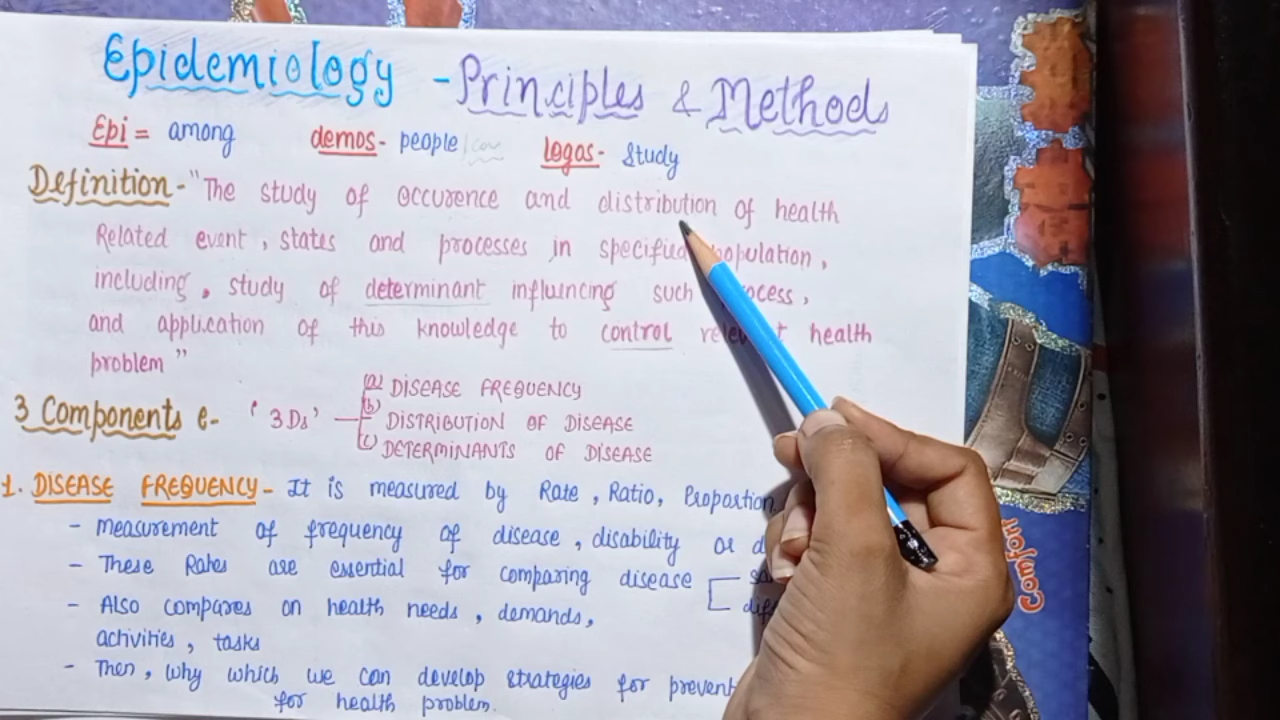 Epidemiology - Principles & Methods
Epi = among demos - people logos - Study
Definition - "The study of occurence and distribution of health
Related event, states and processes in specified population,
including, study of determinant influencing such
and application of this knowledge to control health
problem"
3 Components e- '3Ds' (a) DISEASE FREQUENCY
(b) DISTRIBUTION OF DISEASE
(c) DETERMINANTS OF DISEASE
1. DISEASE FREQUENCY - It is measured by Rate, Ratio, Proportion
- measurement of frequency of disease, disability or
- These Rates are essential for comparing disease
- Also compares on health needs, demands,
activities, tasks
- Then, why which we can develop strategies for
for health problem.
Comfort